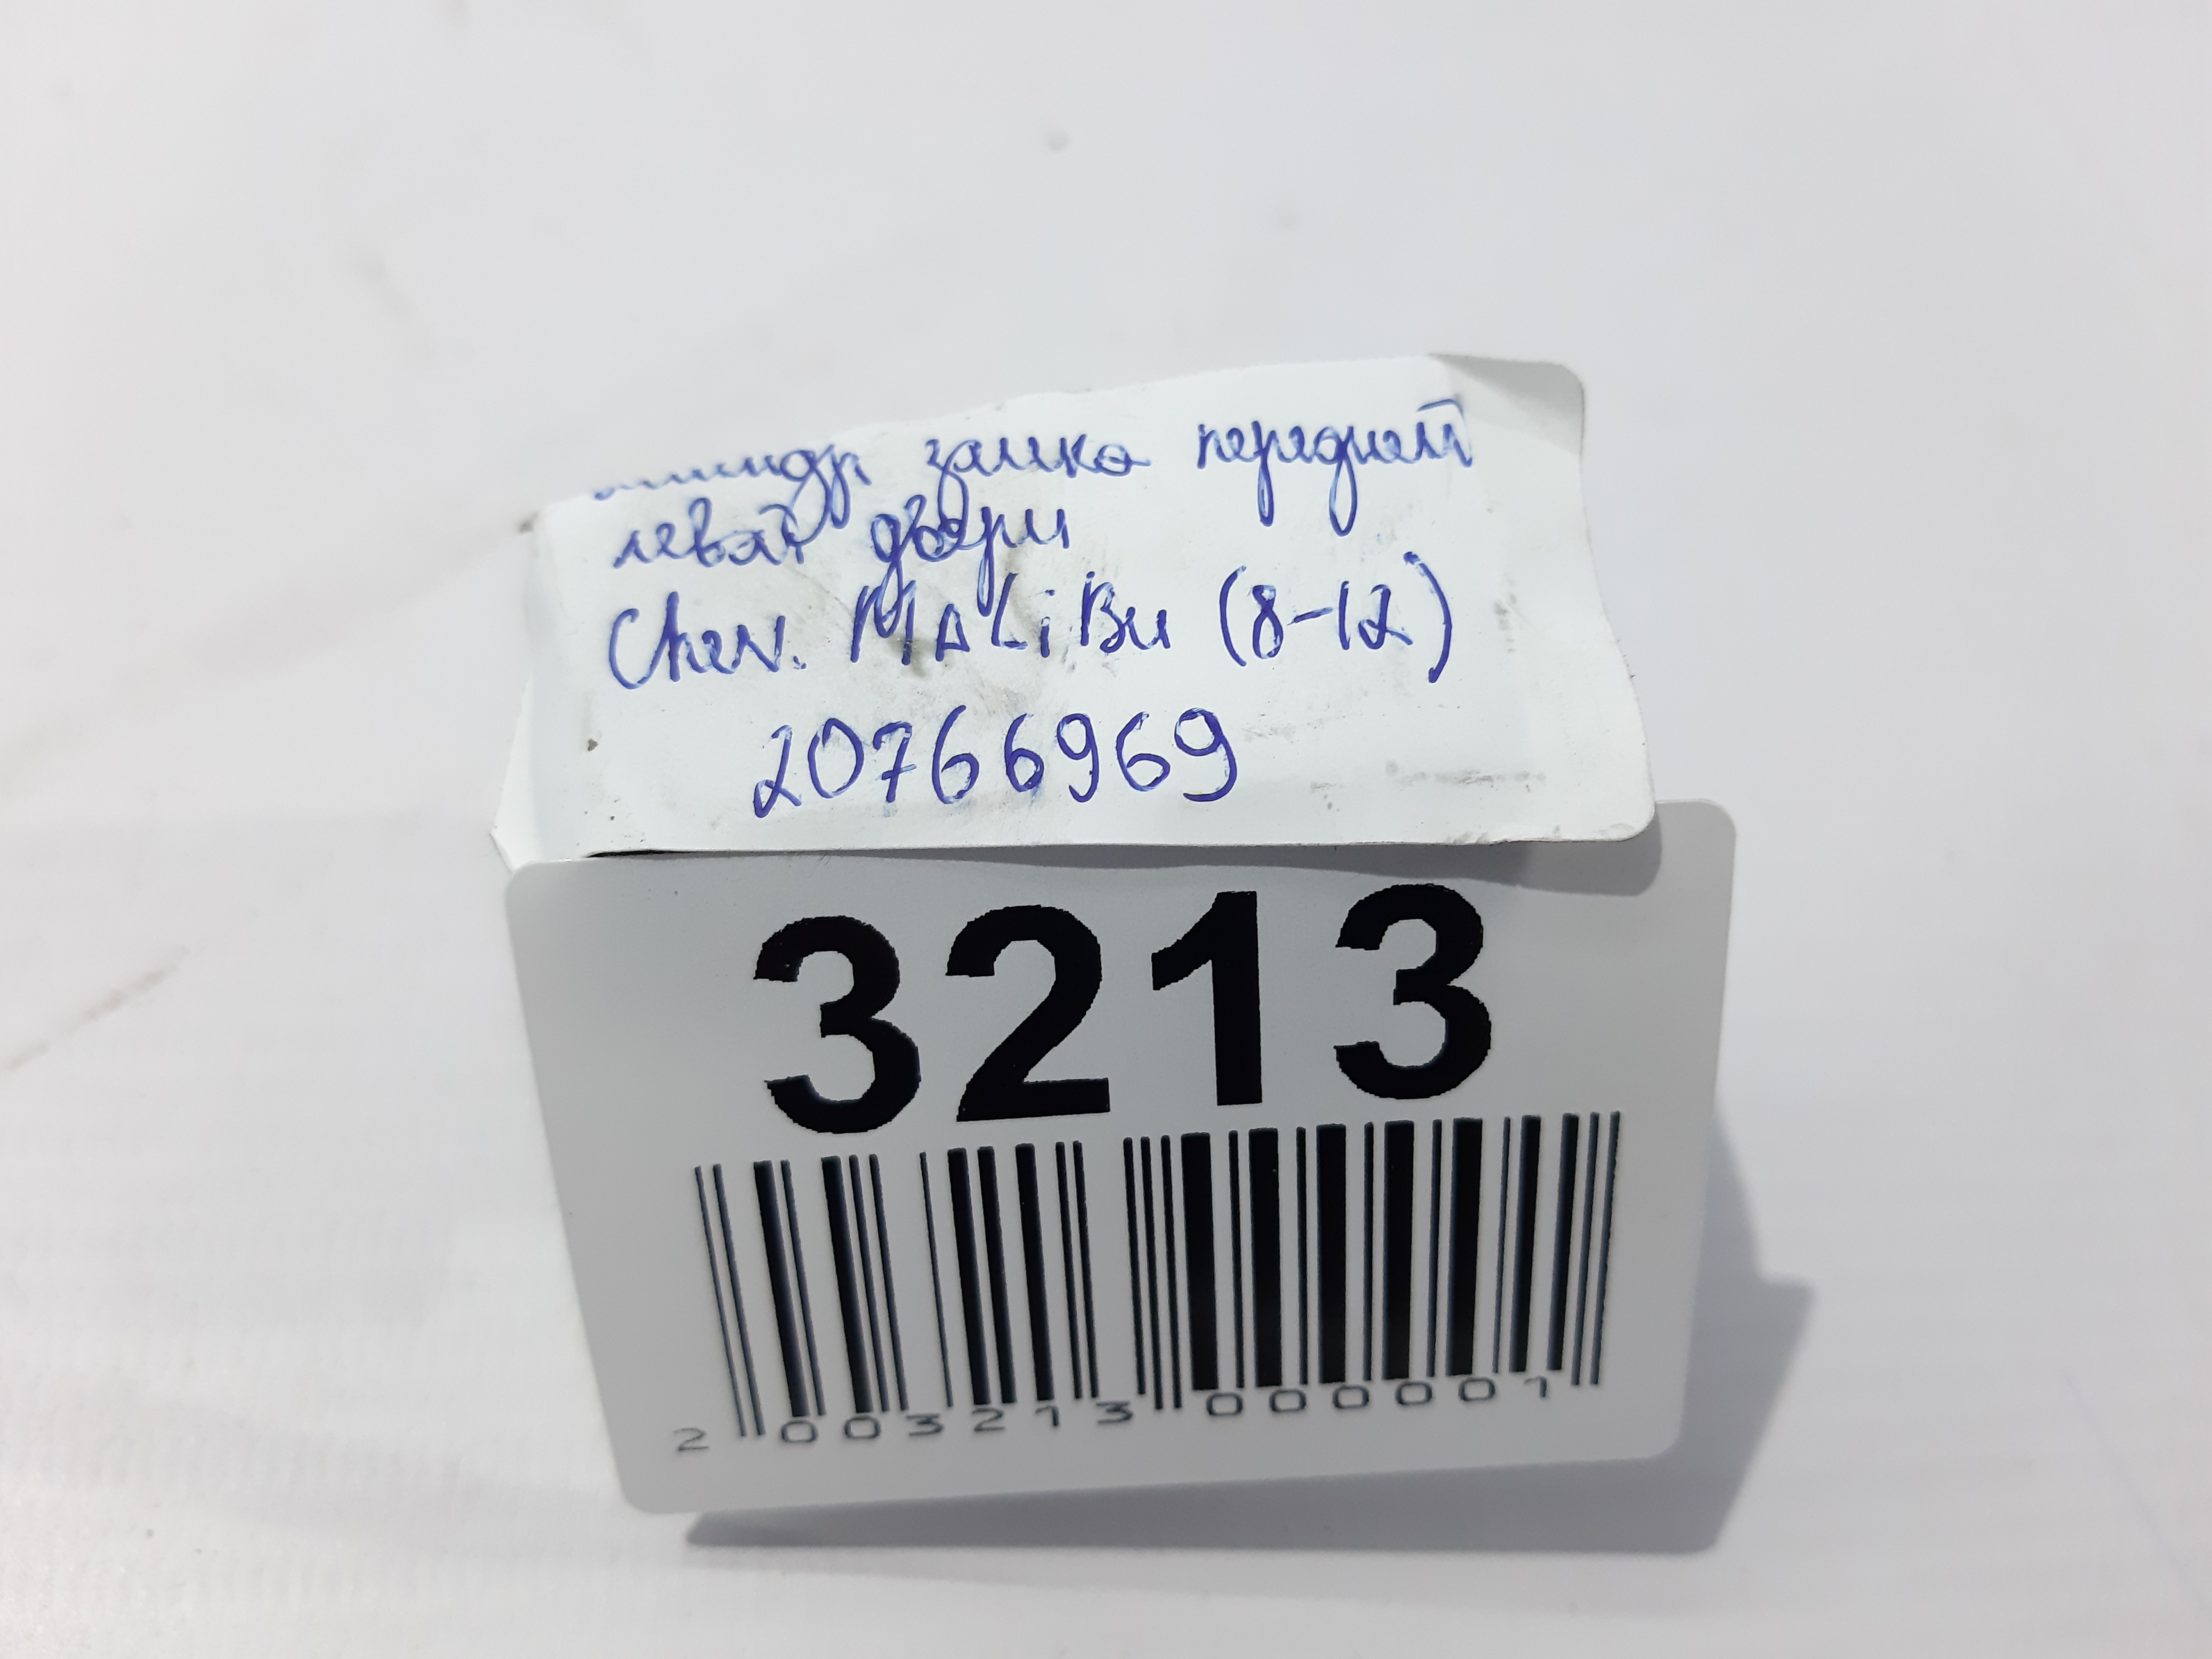 цилиндр замка передней
левой двери
Chev. MALiBu (8-12)
20766969
3213
2 003213 000001